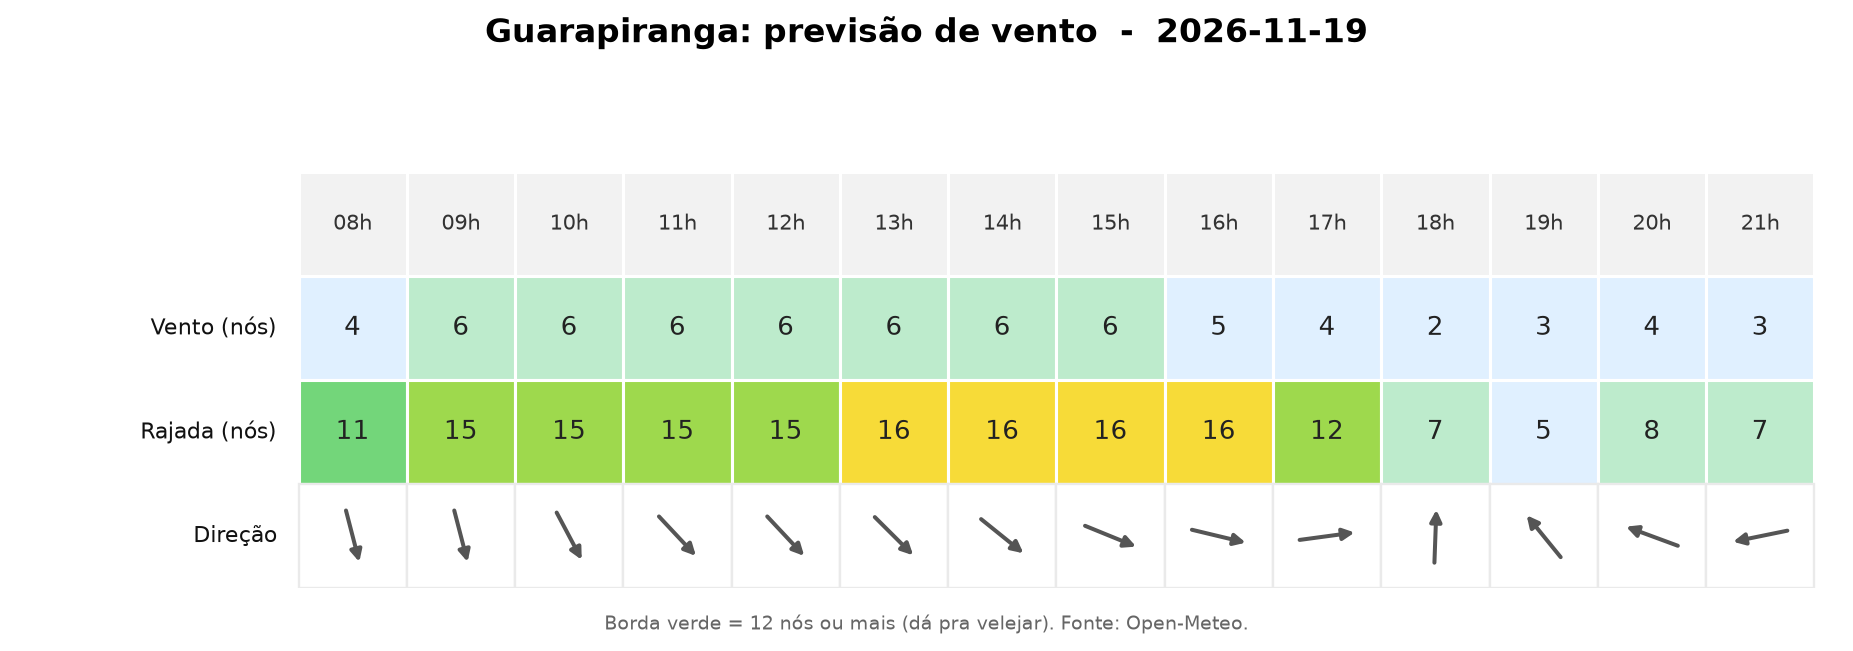 Guarapiranga: previsão de vento - 2026-11-19
08h 09h 10h 11h 12h 13h 14h 15h 16h 17h 18h 19h 20h 21h
Vento (nós) 4 6 6 6 6 6 6 6 5 4 2 3 4 3
Rajada (nós) 11 15 15 15 15 16 16 16 16 12 7 5 8 7
Direção
Borda verde = 12 nós ou mais (dá pra velejar). Fonte: Open-Meteo.